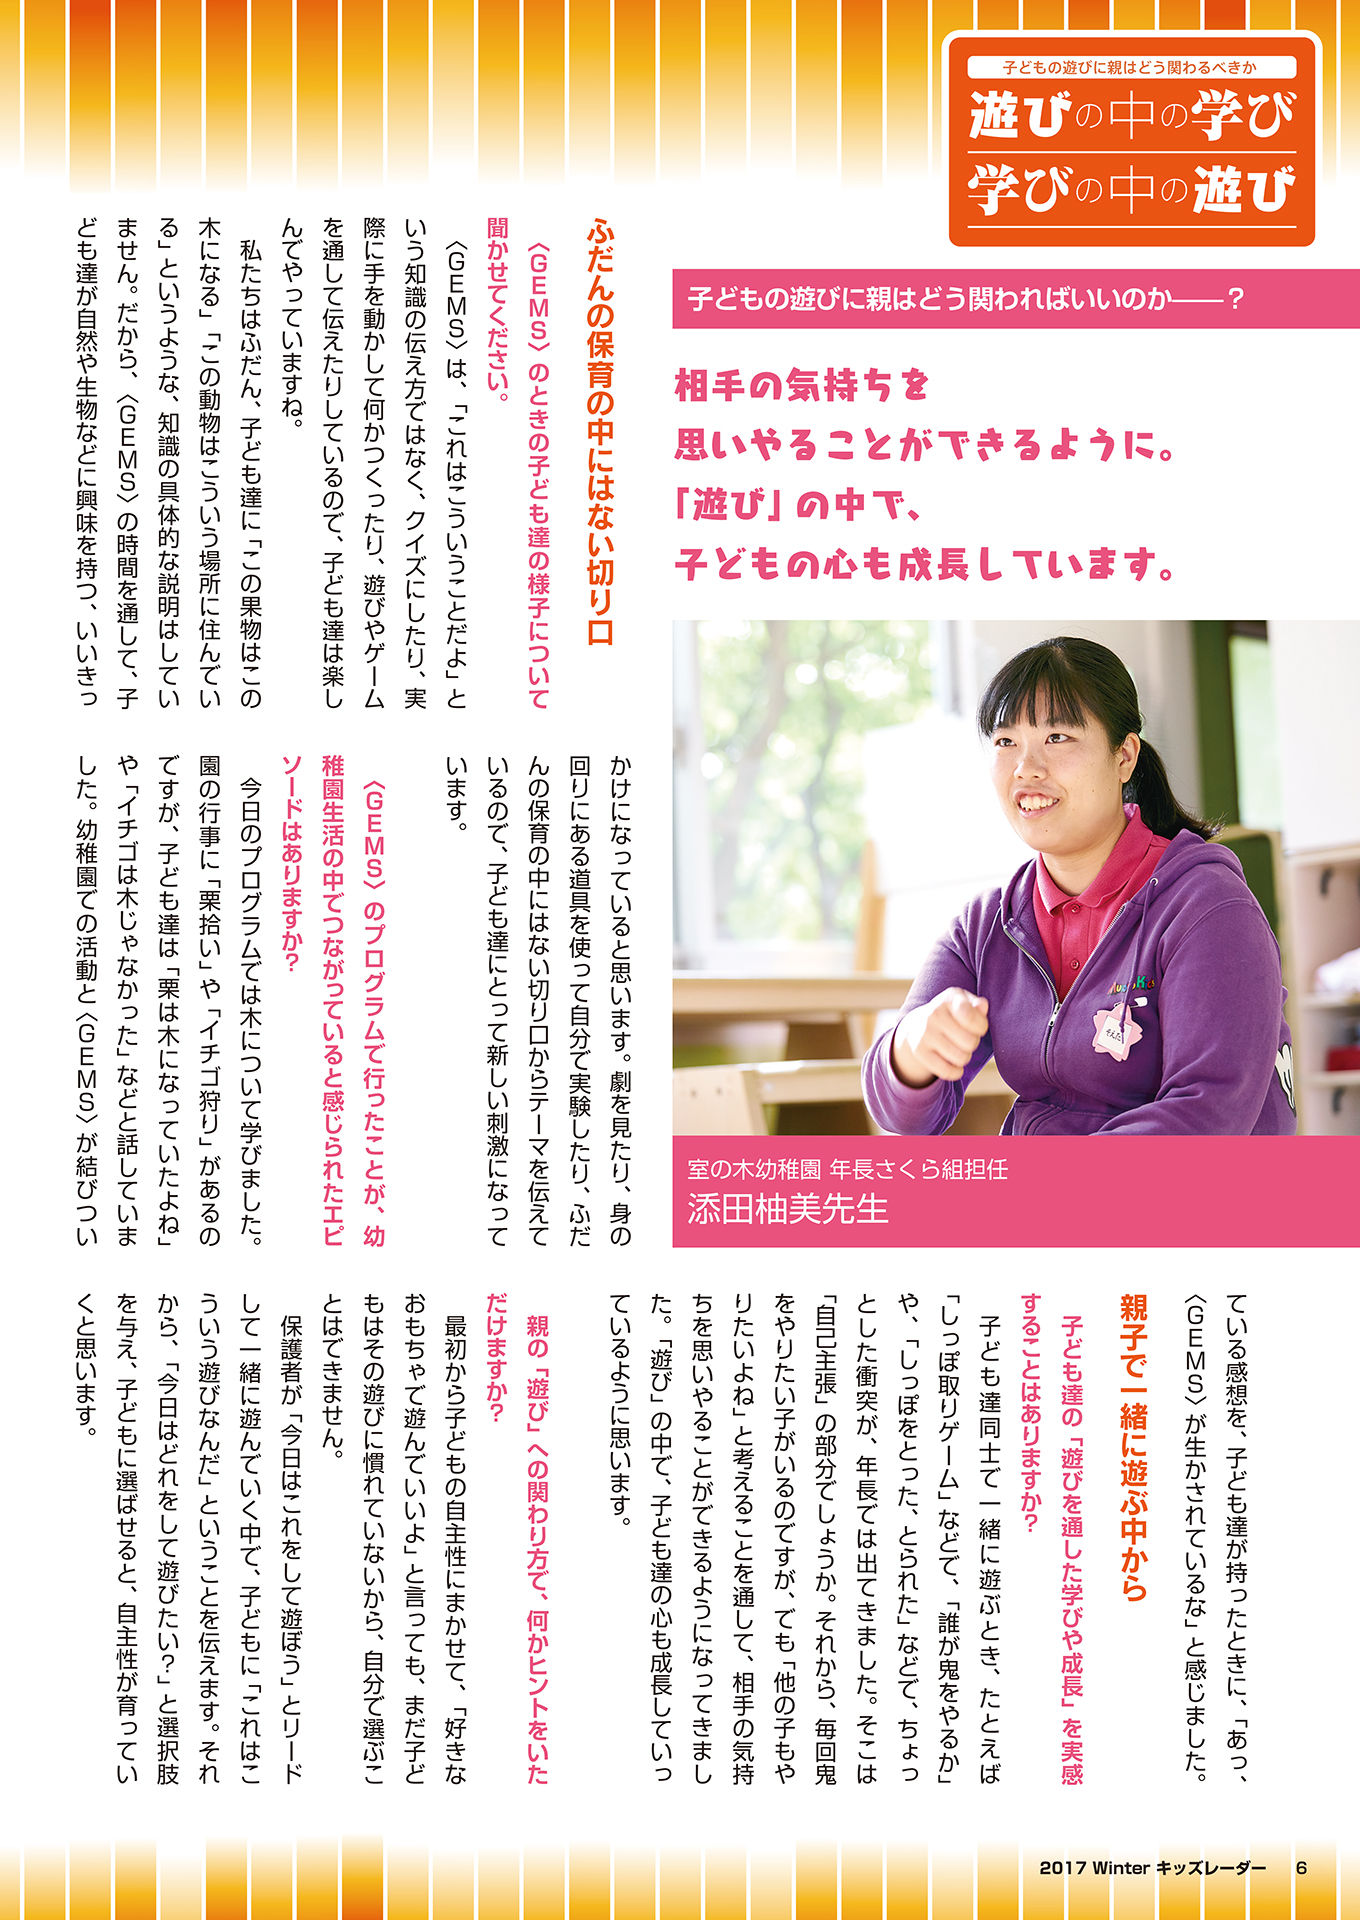 子どもの遊びに親はどう関わるべきか
遊びの中の学び
学びの中の遊び
子どもの遊びに親はどう関わればいいのか――？
相手の気持ちを
思いやることができるように。
「遊び」の中で、
子どもの心も成長しています。
室の木幼稚園 年長さくら組担任
添田柚美先生
そえた
ふだんの保育の中にはない切り口
〈ＧＥＭＳ〉のときの子ども達の様子について
聞かせてください。
〈ＧＥＭＳ〉は、「これはこういうことだよ」と
いう知識の伝え方ではなく、クイズにしたり、実
際に手を動かして何かつくったり、遊びやゲーム
を通して伝えたりしているので、子ども達は楽し
んでやっていますね。
私たちはふだん、子ども達に「この果物はこの
木になる」「この動物はこういう場所に住んでい
る」というような、知識の具体的な説明はしてい
ません。だから、〈ＧＥＭＳ〉の時間を通して、子
ども達が自然や生物などに興味を持つ、いいきっ
かけになっていると思います。劇を見たり、身の
回りにある道具を使って自分で実験したり、ふだ
んの保育の中にはない切り口からテーマを伝えて
いるので、子ども達にとって新しい刺激になって
います。
〈ＧＥＭＳ〉のプログラムで行ったことが、幼
稚園生活の中でつながっていると感じられたエピ
ソードはありますか？
今日のプログラムでは木について学びました。
園の行事に「栗拾い」や「イチゴ狩り」があるの
ですが、子ども達は「栗は木になっていたよね」
や「イチゴは木じゃなかった」などと話していま
した。幼稚園での活動と〈ＧＥＭＳ〉が結びつい
ている感想を、子ども達が持ったときに、「あっ、
〈ＧＥＭＳ〉が生かされているな」と感じました。
親子で一緒に遊ぶ中から
子ども達の「遊びを通した学びや成長」を実感
することはありますか？
子ども達同士で一緒に遊ぶとき、たとえば
「しっぽ取りゲーム」などで、「誰が鬼をやるか」
や、「しっぽをとった、とられた」などで、ちょっ
とした衝突が、年長では出てきました。そこは
「自己主張」の部分でしょうか。それから、毎回鬼
をやりたい子がいるのですが、でも「他の子もや
りたいよね」と考えることを通して、相手の気持
ちを思いやることができるようになってきまし
た。「遊び」の中で、子ども達の心も成長していっ
ているように思います。
親の「遊び」への関わり方で、何かヒントをいた
だけますか？
最初から子どもの自主性にまかせて、「好きな
おもちゃで遊んでいいよ」と言っても、まだ子ど
もはその遊びに慣れていないから、自分で選ぶこ
とはできません。
保護者が「今日はこれをして遊ぼう」とリード
して一緒に遊んでいく中で、子どもに「これはこ
ういう遊びなんだ」ということを伝えます。それ
から、「今日はどれをして遊びたい？」と選択肢
を与え、子どもに選ばせると、自主性が育ってい
くと思います。
2017 Winter キッズレーダー 6